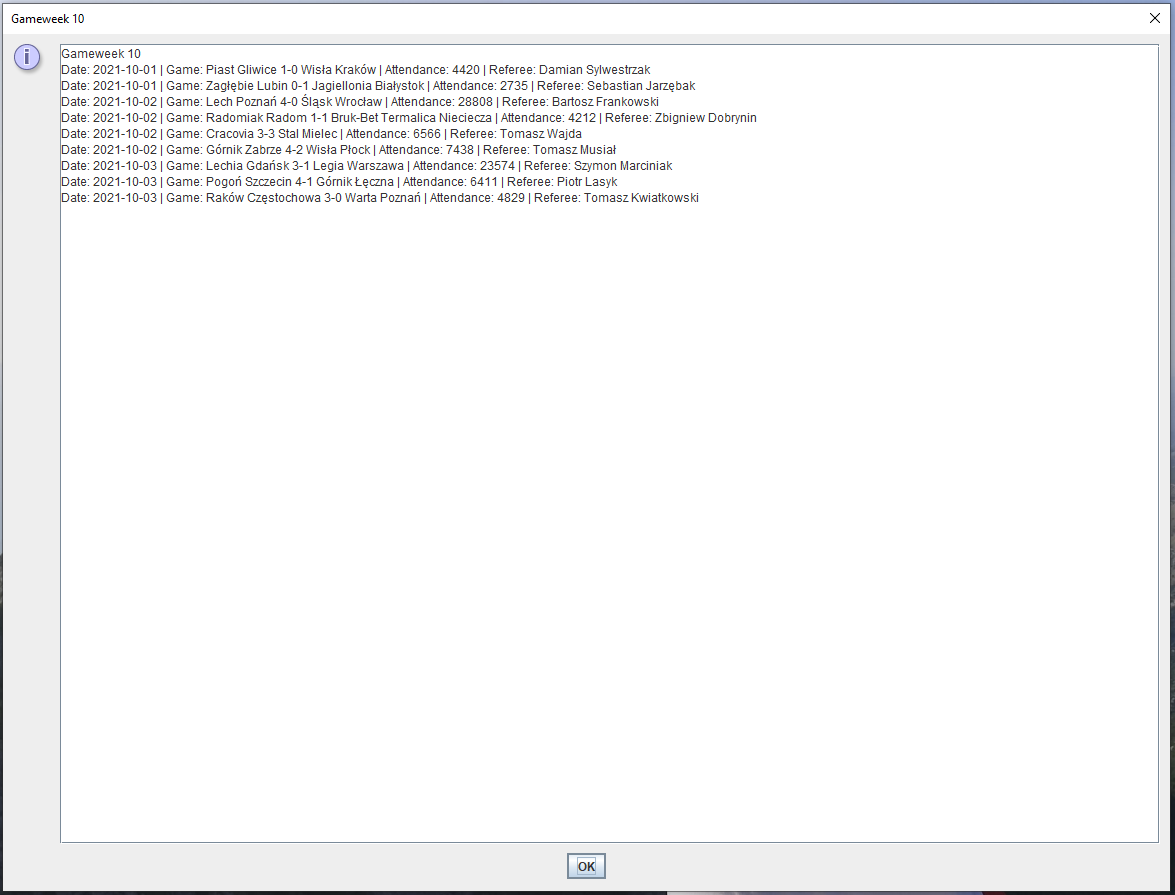 Gameweek 10
Gameweek 10
Date: 2021-10-01 | Game: Piast Gliwice 1-0 Wisła Kraków | Attendance: 4420 | Referee: Damian Sylwestrzak
Date: 2021-10-01 | Game: Zagłębie Lubin 0-1 Jagiellonia Białystok | Attendance: 2735 | Referee: Sebastian Jarzębak
Date: 2021-10-02 | Game: Lech Poznań 4-0 Śląsk Wrocław | Attendance: 28808 | Referee: Bartosz Frankowski
Date: 2021-10-02 | Game: Radomiak Radom 1-1 Bruk-Bet Termalica Nieciecza | Attendance: 4212 | Referee: Zbigniew Dobrynin
Date: 2021-10-02 | Game: Cracovia 3-3 Stal Mielec | Attendance: 6566 | Referee: Tomasz Wajda
Date: 2021-10-02 | Game: Górnik Zabrze 4-2 Wisła Płock | Attendance: 7438 | Referee: Tomasz Musiał
Date: 2021-10-03 | Game: Lechia Gdańsk 3-1 Legia Warszawa | Attendance: 23574 | Referee: Szymon Marciniak
Date: 2021-10-03 | Game: Pogoń Szczecin 4-1 Górnik Łęczna | Attendance: 6411 | Referee: Piotr Lasyk
Date: 2021-10-03 | Game: Raków Częstochowa 3-0 Warta Poznań | Attendance: 4829 | Referee: Tomasz Kwiatkowski
OK